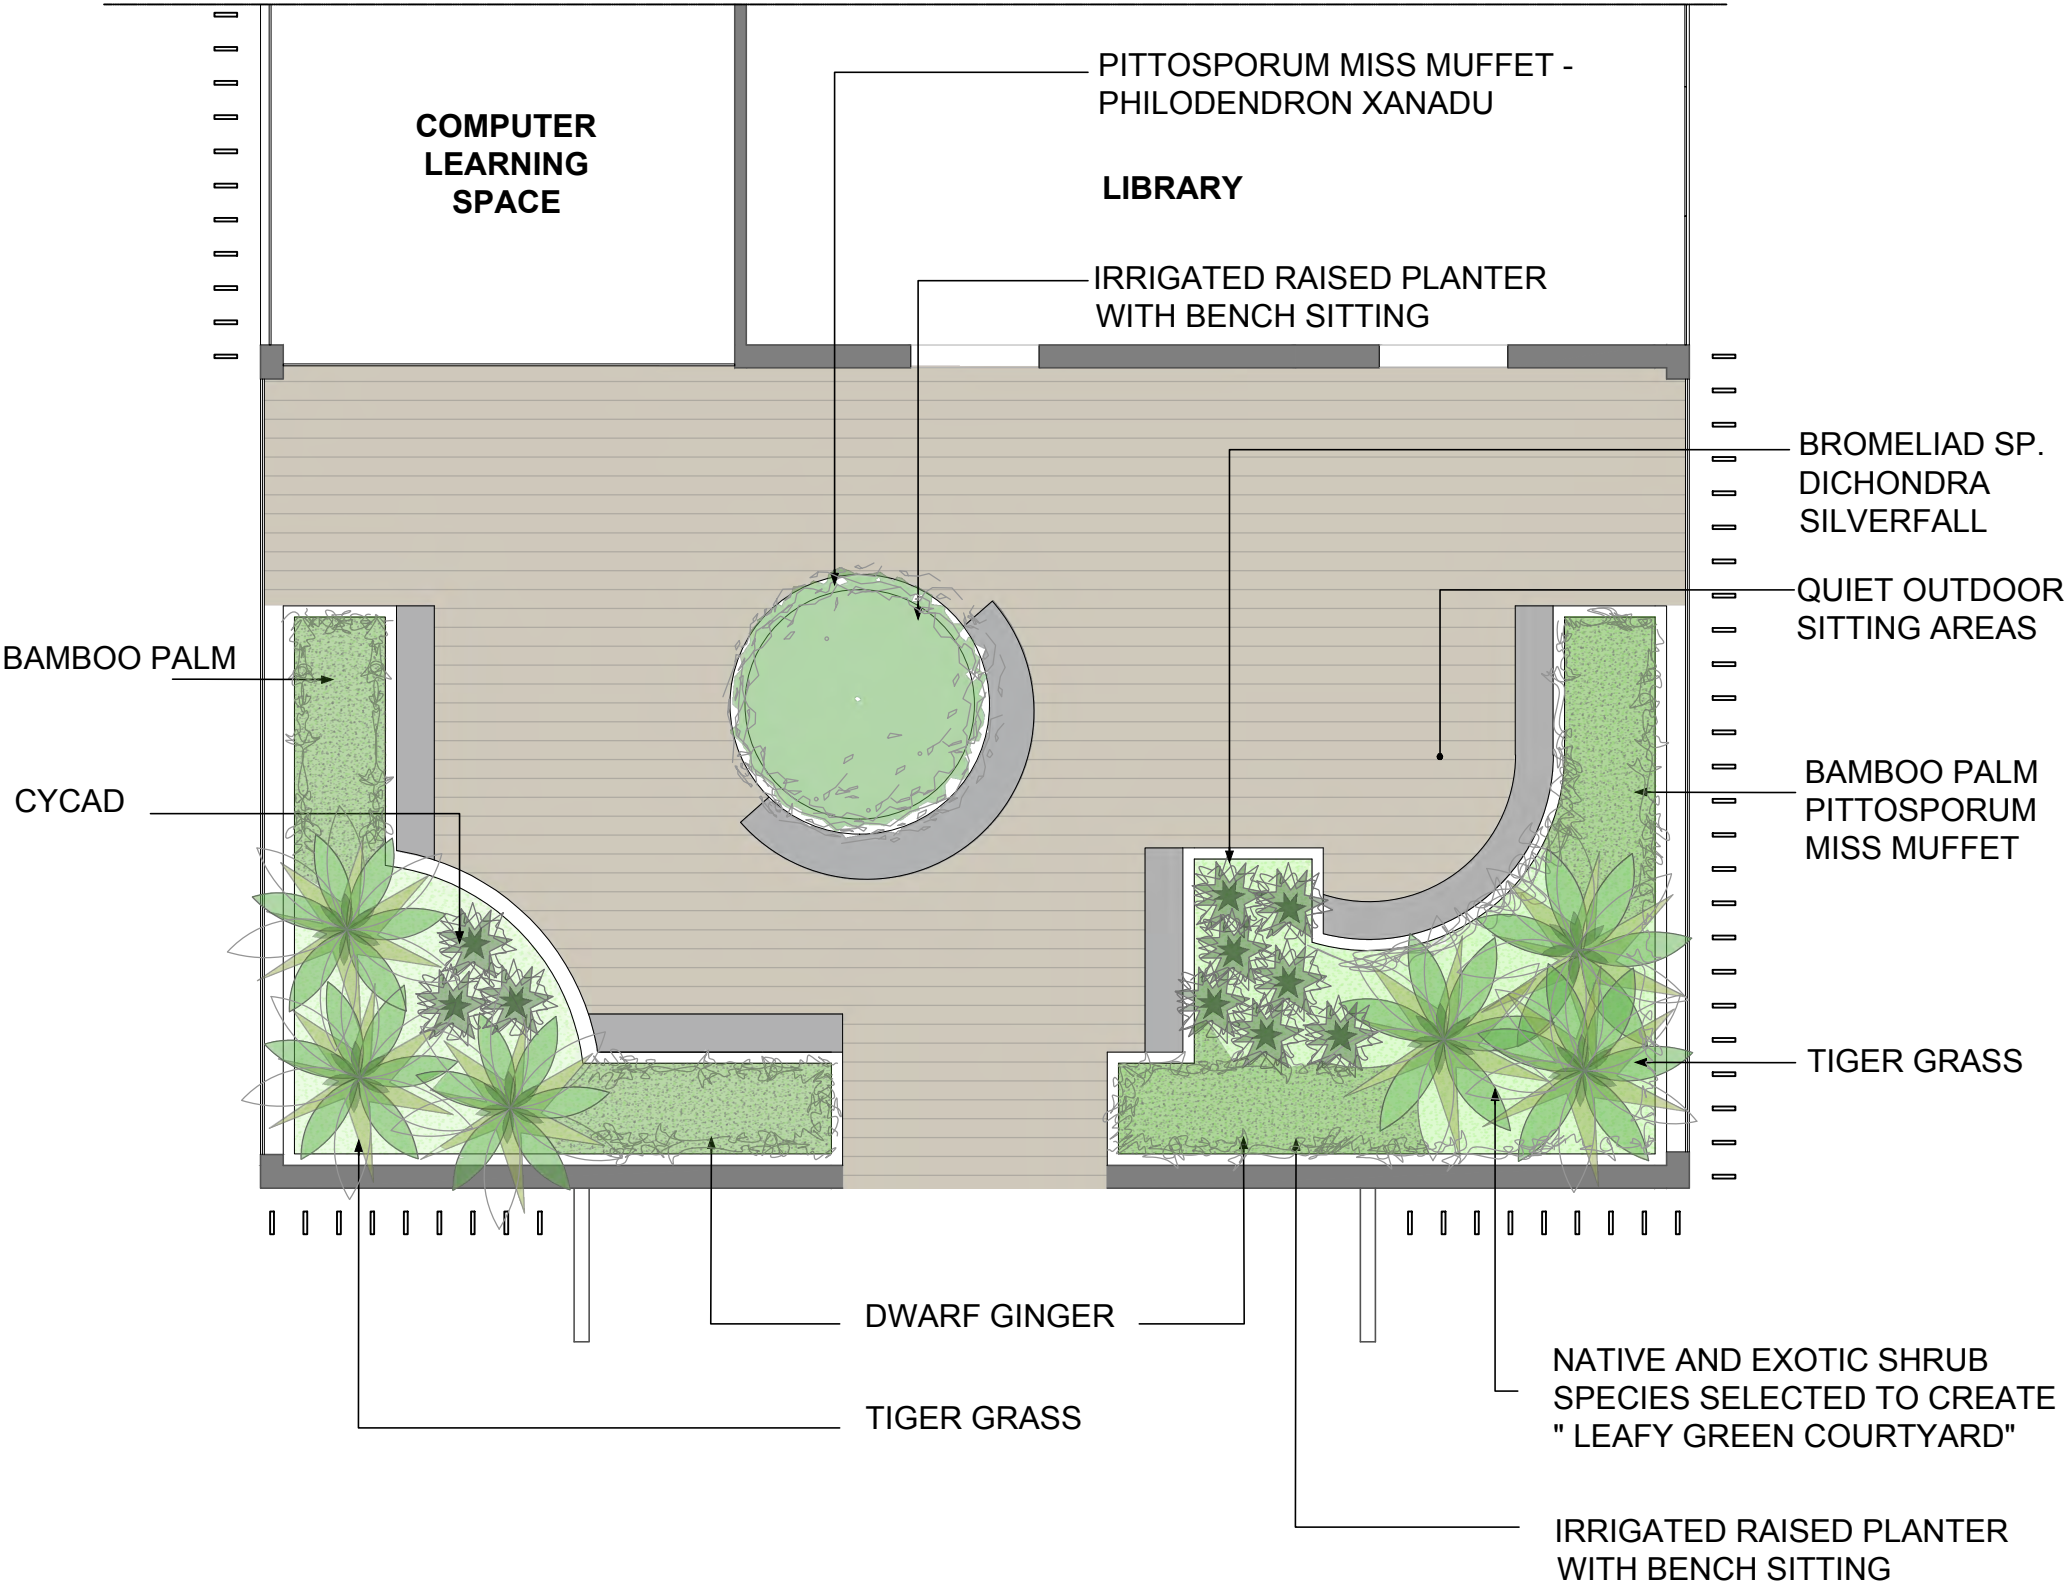 PITTOSPORUM MISS MUFFET -
PHILODENDRON XANADU
COMPUTER
LEARNING
SPACE
LIBRARY
IRRIGATED RAISED PLANTER
WITH BENCH SITTING
BROMELIAD SP.
DICHONDRA
SILVERFALL
QUIET OUTDOOR
SITTING AREAS
BAMBOO PALM
CYCAD
BAMBOO PALM
PITTOSPORUM
MISS MUFFET
TIGER GRASS
DWARF GINGER
TIGER GRASS
NATIVE AND EXOTIC SHRUB
SPECIES SELECTED TO CREATE
" LEAFY GREEN COURTYARD"
IRRIGATED RAISED PLANTER
WITH BENCH SITTING